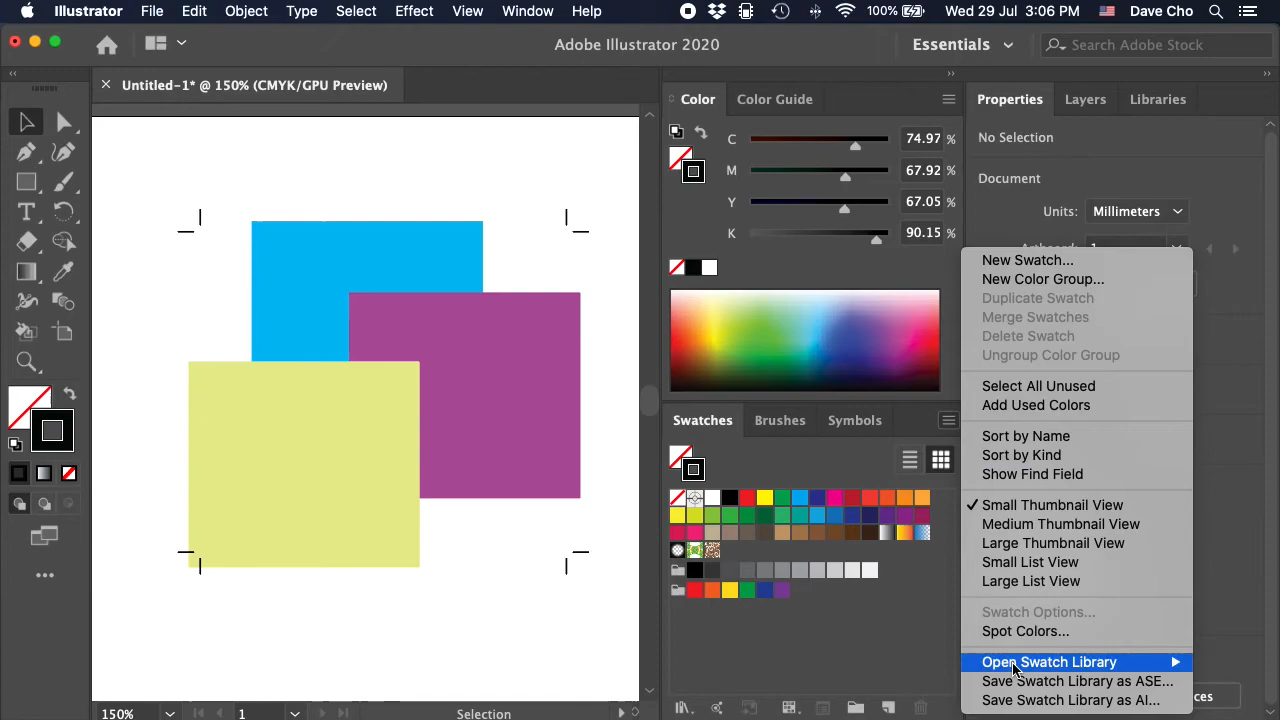 Illustrator File Edit Object Type Select Effect View Window Help 100% Wed 29 Jul 3:06 PM Dave Cho
Adobe Illustrator 2020 Essentials Search Adobe Stock
Untitled-1* @ 150% (CMYK/GPU Preview)
Color Color Guide
Properties Layers Libraries
No Selection
Document
Units: Millimeters
C 74.97 %
M 67.92 %
Y 67.05 %
K 90.15 %
Swatches Brushes Symbols
New Swatch...
New Color Group...
Duplicate Swatch
Merge Swatches
Delete Swatch
Ungroup Color Group
Select All Unused
Add Used Colors
Sort by Name
Sort by Kind
Show Find Field
Small Thumbnail View
Medium Thumbnail View
Large Thumbnail View
Small List View
Large List View
Swatch Options...
Spot Colors...
Open Swatch Library
Save Swatch Library as ASE...
Save Swatch Library as AI...
150% 1 Selection